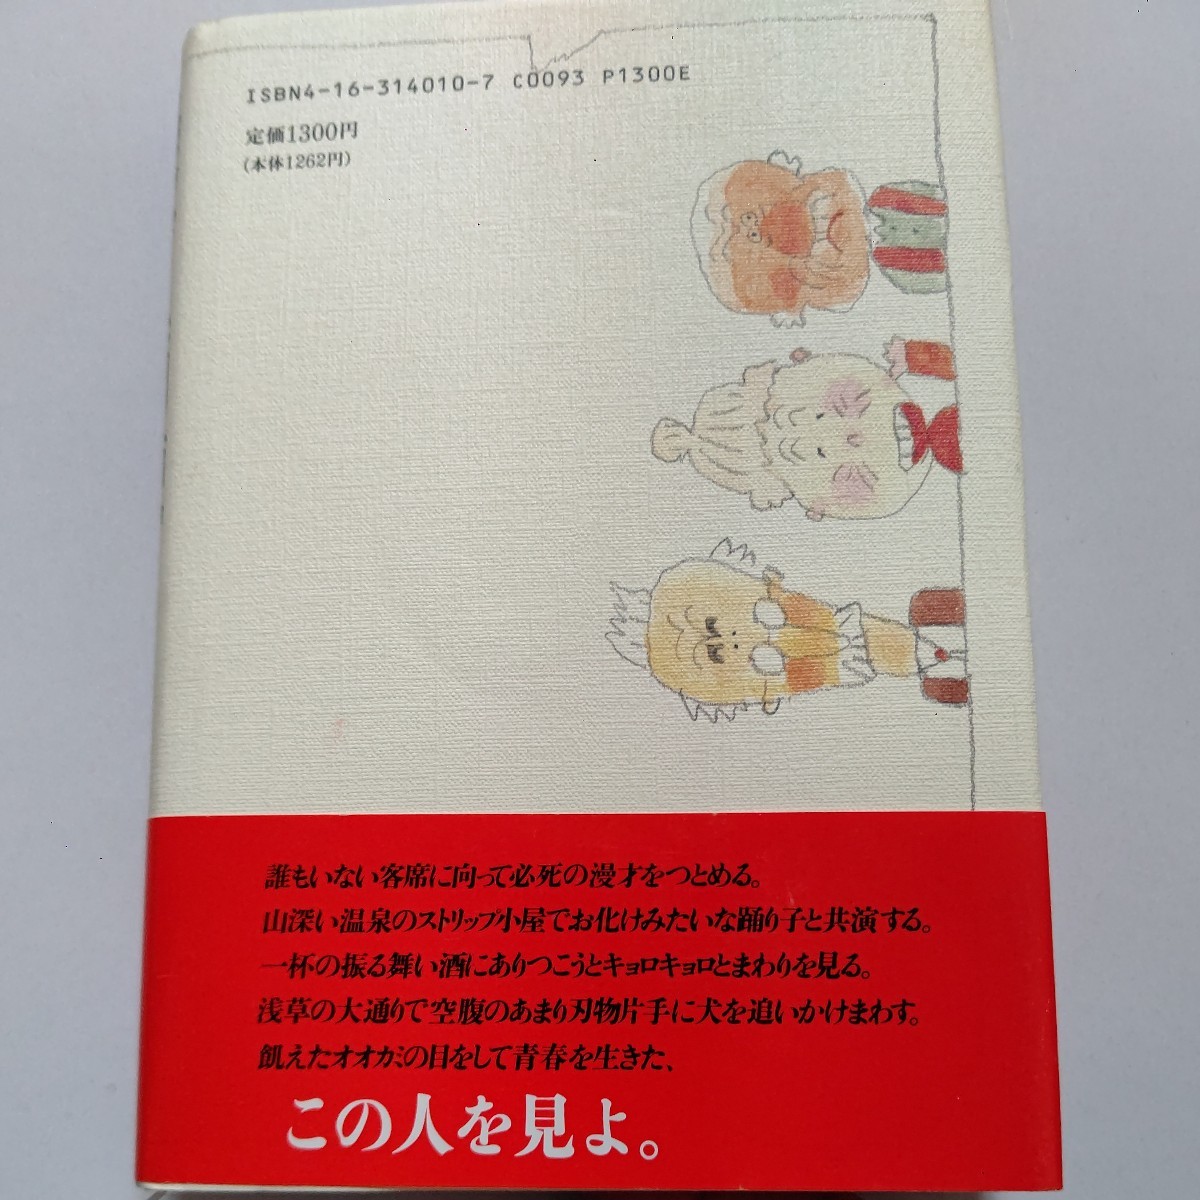 ISBN4-16-314010-7 C0093 P1300E
定価1300円
(本体1262円)
誰もいない客席に向って必死の漫才をつとめる。
山深い温泉のストリップ小屋でお化けみたいな踊り子と共演する。
一杯の振る舞い酒にありつこうとキョロキョロとまわりを見る。
浅草の大通りで空腹のあまり刃物片手に犬を追いかけまわす。
飢えたオオカミの目をして青春を生きた、
この人を見よ。